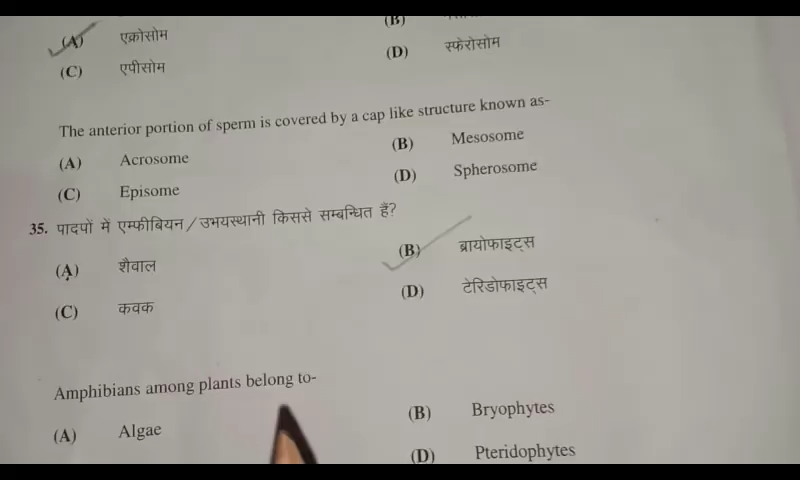 (B)
(A) एक्रोसोम
(C) एपीसोम (D) स्फेरोसोम
The anterior portion of sperm is covered by a cap like structure known as-
(A) Acrosome (B) Mesosome
(C) Episome (D) Spherosome
35. पादपों में एम्फीबियन/उभयस्थानी किससे सम्बन्धित हैं?
(A) शैवाल (B) ब्रायोफाइट्स
(C) कवक (D) टेरिडोफाइट्स
Amphibians among plants belong to-
(A) Algae (B) Bryophytes
(D) Pteridophytes